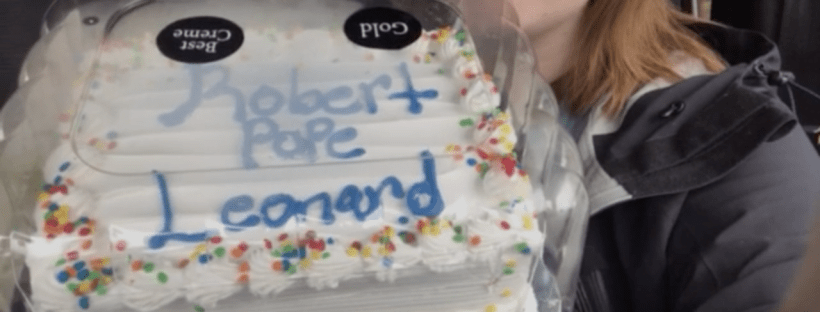 Best
Creme
Gold
Robert
Pope
Leonard